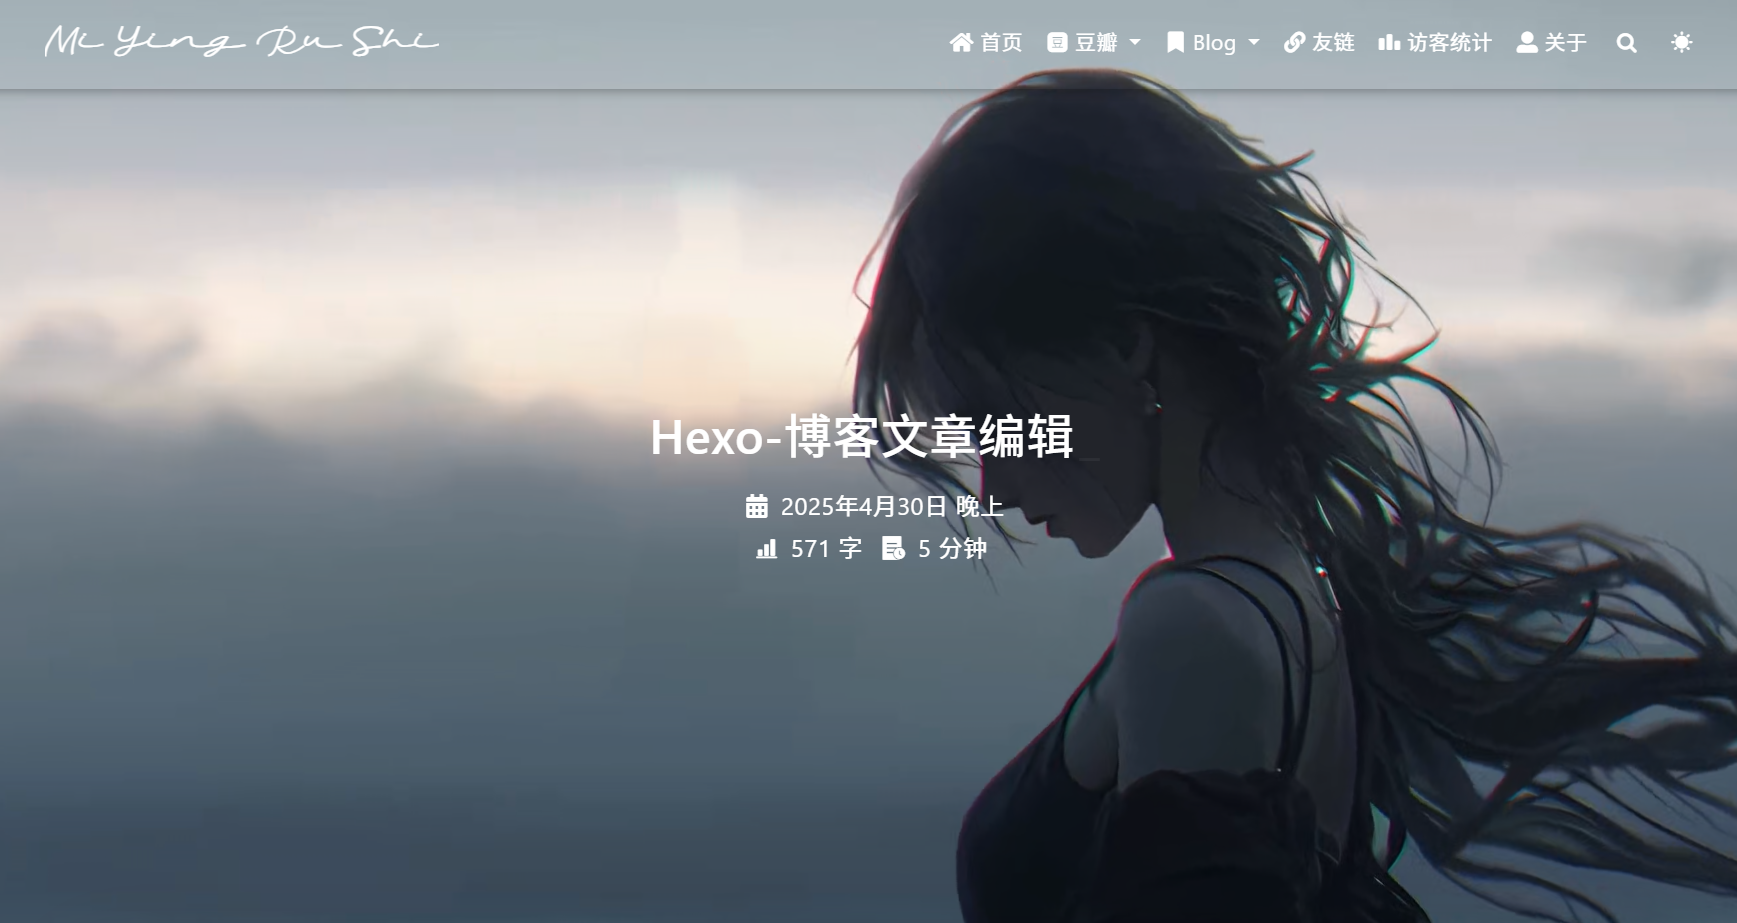 Mi Ying Ru Shi
首页 豆 豆瓣 Blog 友链 访客统计 关于
Hexo-博客文章编辑_
2025年4月30日 晚上
571 字 5 分钟